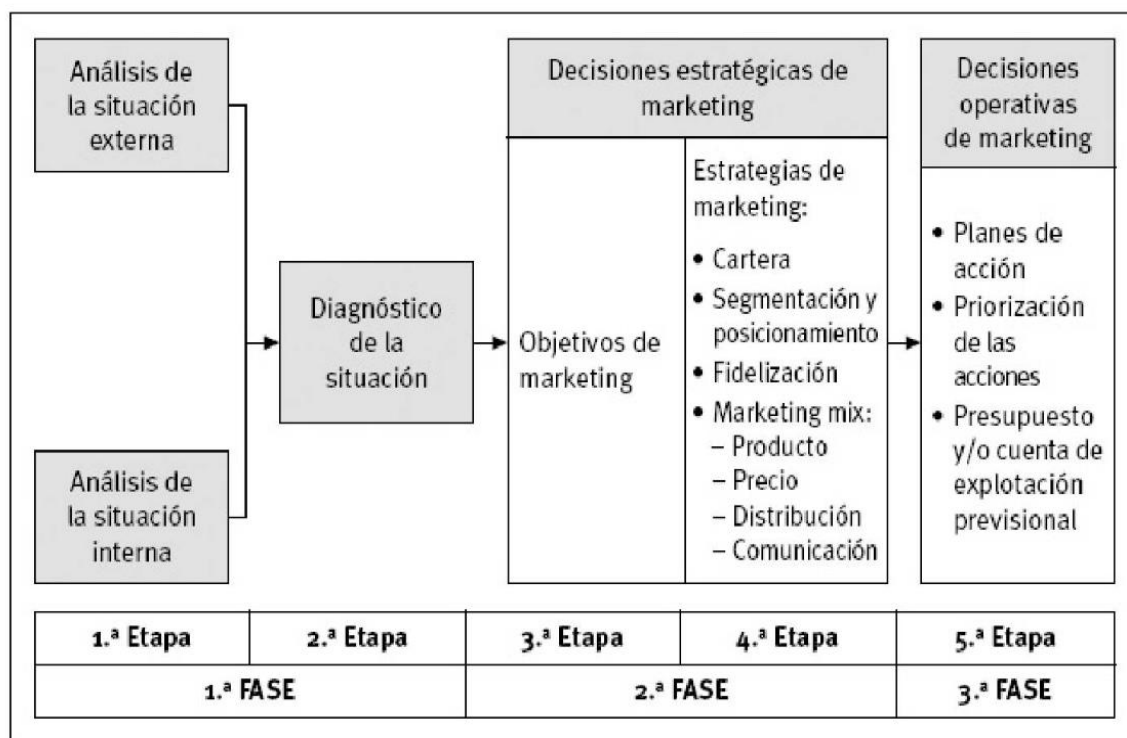 Análisis de
la situación
externa
Análisis de
la situación
interna
Diagnóstico
de la
situación
Decisiones estratégicas de
marketing
Objetivos de
marketing
Estrategias de
marketing:
• Cartera
• Segmentación y
posicionamiento
• Fidelización
• Marketing mix:
– Producto
– Precio
– Distribución
– Comunicación
Decisiones
operativas
de marketing
• Planes de
acción
• Priorización
de las
acciones
• Presupuesto
y/o cuenta de
explotación
previsional
1.ª Etapa
2.ª Etapa
3.ª Etapa
4.ª Etapa
5.ª Etapa
1.ª FASE
2.ª FASE
3.ª FASE